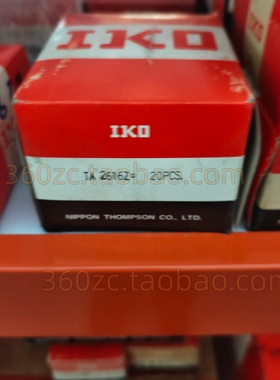 IKO
IKO
TA 2616Z= 20PCS.
360zc.taobao.com
NIPPON THOMPSON CO., LTD.
360zc.taobao.com